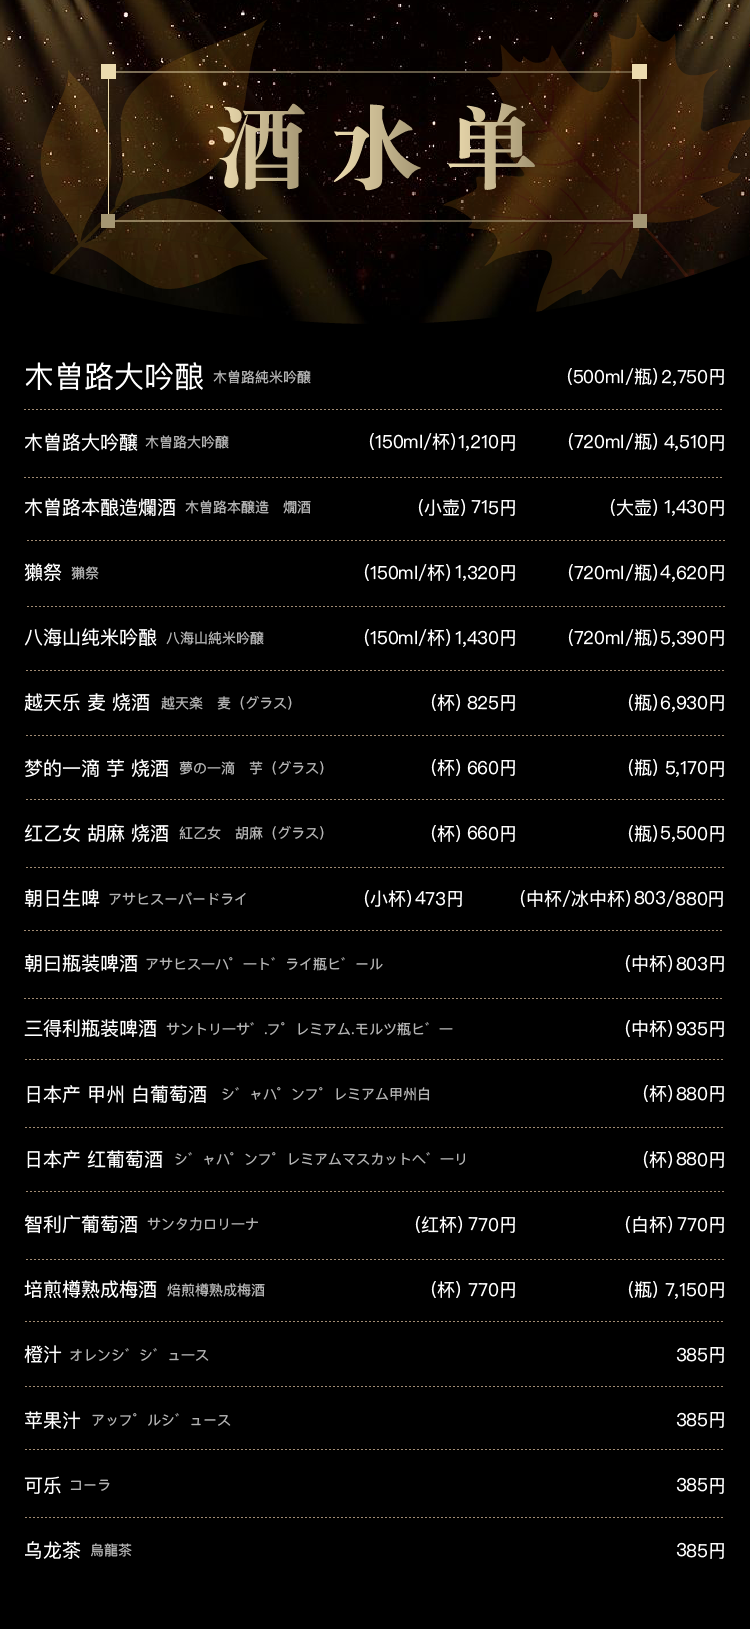 酒水单
木曽路大吟酿 木曽路純米吟醸 (500ml/瓶)2,750円
木曽路大吟醸 木曽路大吟醸 (150ml/杯)1,210円 (720ml/瓶) 4,510円
木曽路本酿造爛酒 木曽路本醸造 爛酒 (小壶) 715円 (大壶) 1,430円
獺祭 獺祭 (150ml/杯)1,320円 (720ml/瓶)4,620円
八海山纯米吟酿 八海山純米吟醸 (150ml/杯)1,430円 (720ml/瓶)5,390円
越天乐 麦 烧酒 越天楽 麦（グラス） (杯) 825円 (瓶)6,930円
梦的一滴 芋 烧酒 夢の一滴 芋（グラス） (杯) 660円 (瓶) 5,170円
红乙女 胡麻 烧酒 紅乙女 胡麻（グラス） (杯) 660円 (瓶)5,500円
朝日生啤 アサヒスーパードライ (小杯)473円 (中杯/冰中杯)803/880円
朝曰瓶装啤酒 アサヒスーパ゜ート゛ライ瓶ビ゛ール (中杯)803円
三得利瓶装啤酒 サントリーサ゛.プ゜レミアム.モルツ瓶ビ゛ー (中杯)935円
日本产 甲州 白葡萄酒 シ゛ャパ゜ンプ゜レミアム甲州白 (杯)880円
日本产 红葡萄酒 シ゛ャパ゜ンプ゜レミアムマスカットヘ゛ーリ (杯)880円
智利广葡萄酒 サンタカロリーナ (红杯) 770円 (白杯)770円
培煎樽熟成梅酒 焙煎樽熟成梅酒 (杯) 770円 (瓶) 7,150円
橙汁 オレンシ゛シ゛ュース 385円
苹果汁 アップ゜ルシ゛ュース 385円
可乐 コーラ 385円
乌龙茶 烏龍茶 385円